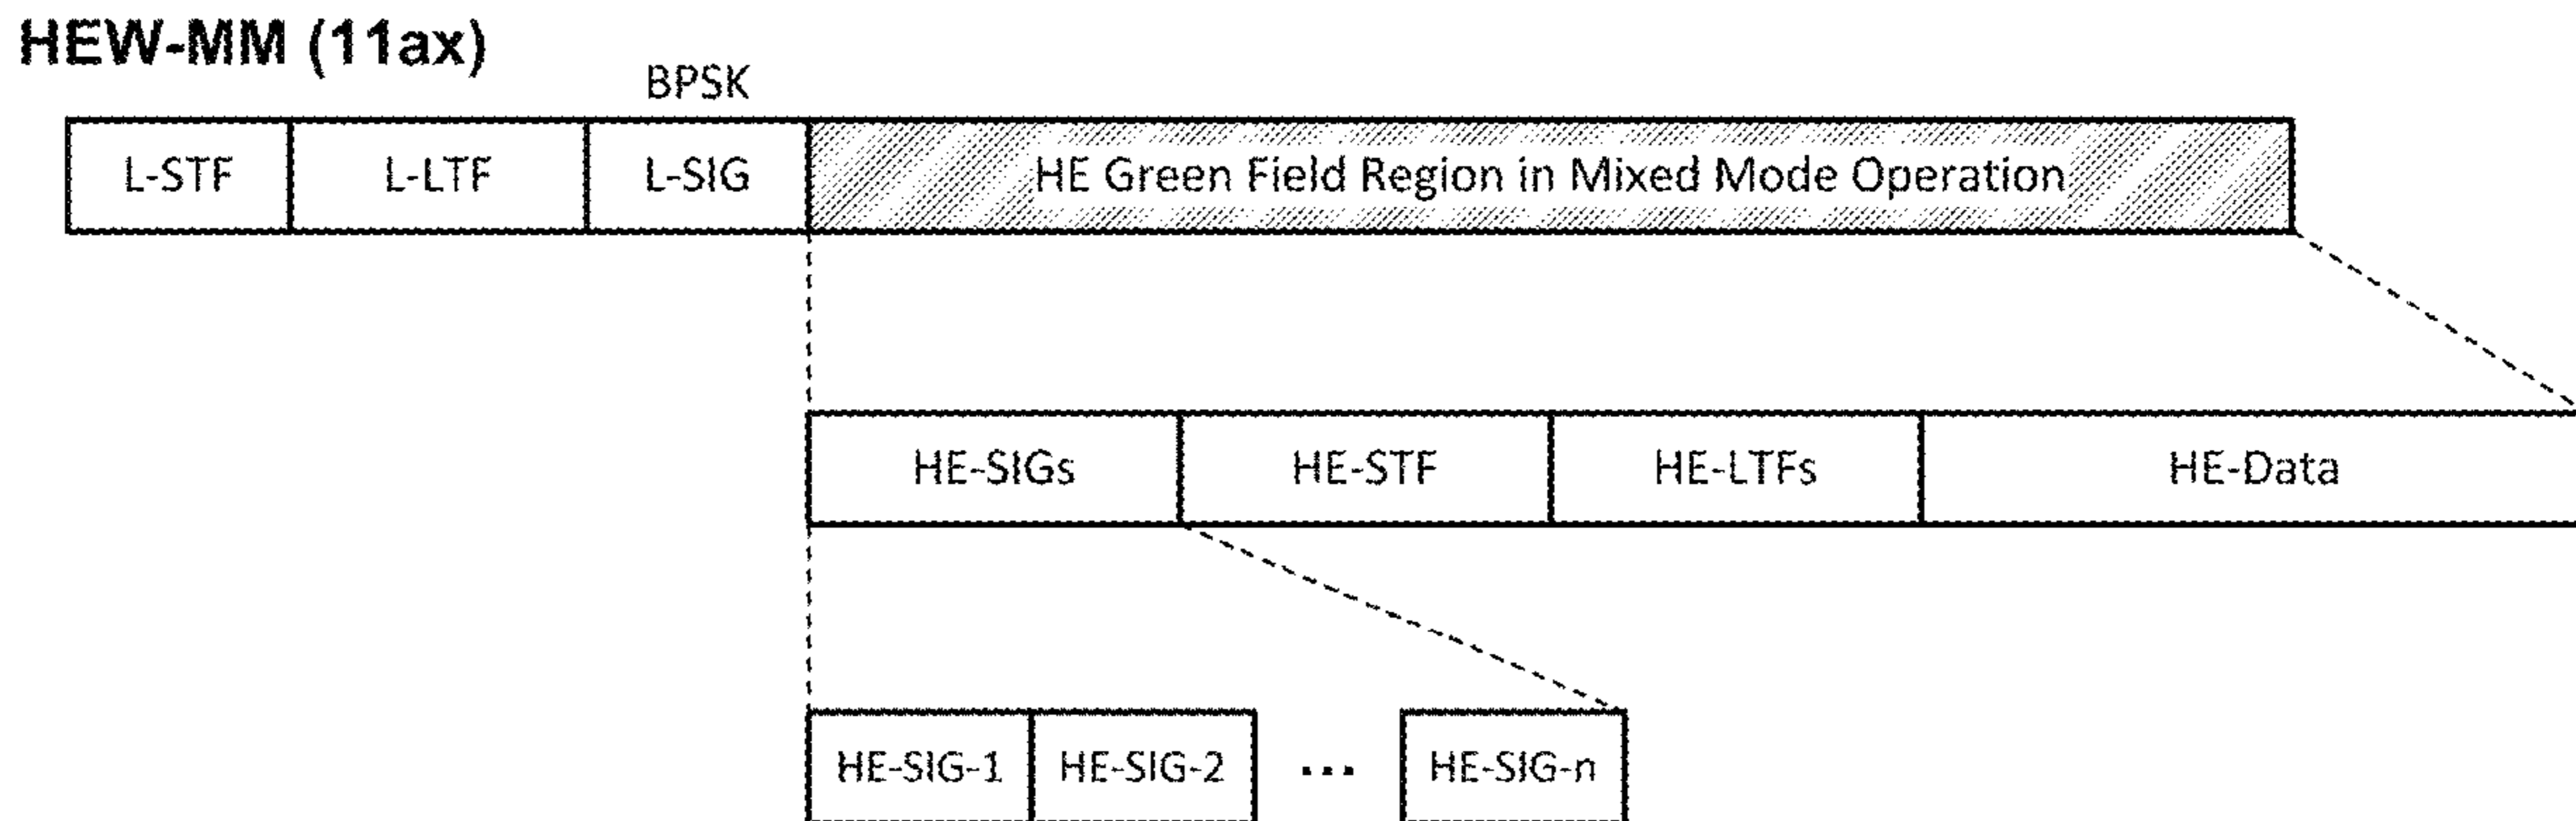 HEW-MM (11ax)
BPSK
L-STF L-LTF L-SIG HE Green Field Region in Mixed Mode Operation
HE-SIGs HE-STF HE-LTFs HE-Data
HE-SIG-1 HE-SIG-2 ... HE-SIG-n